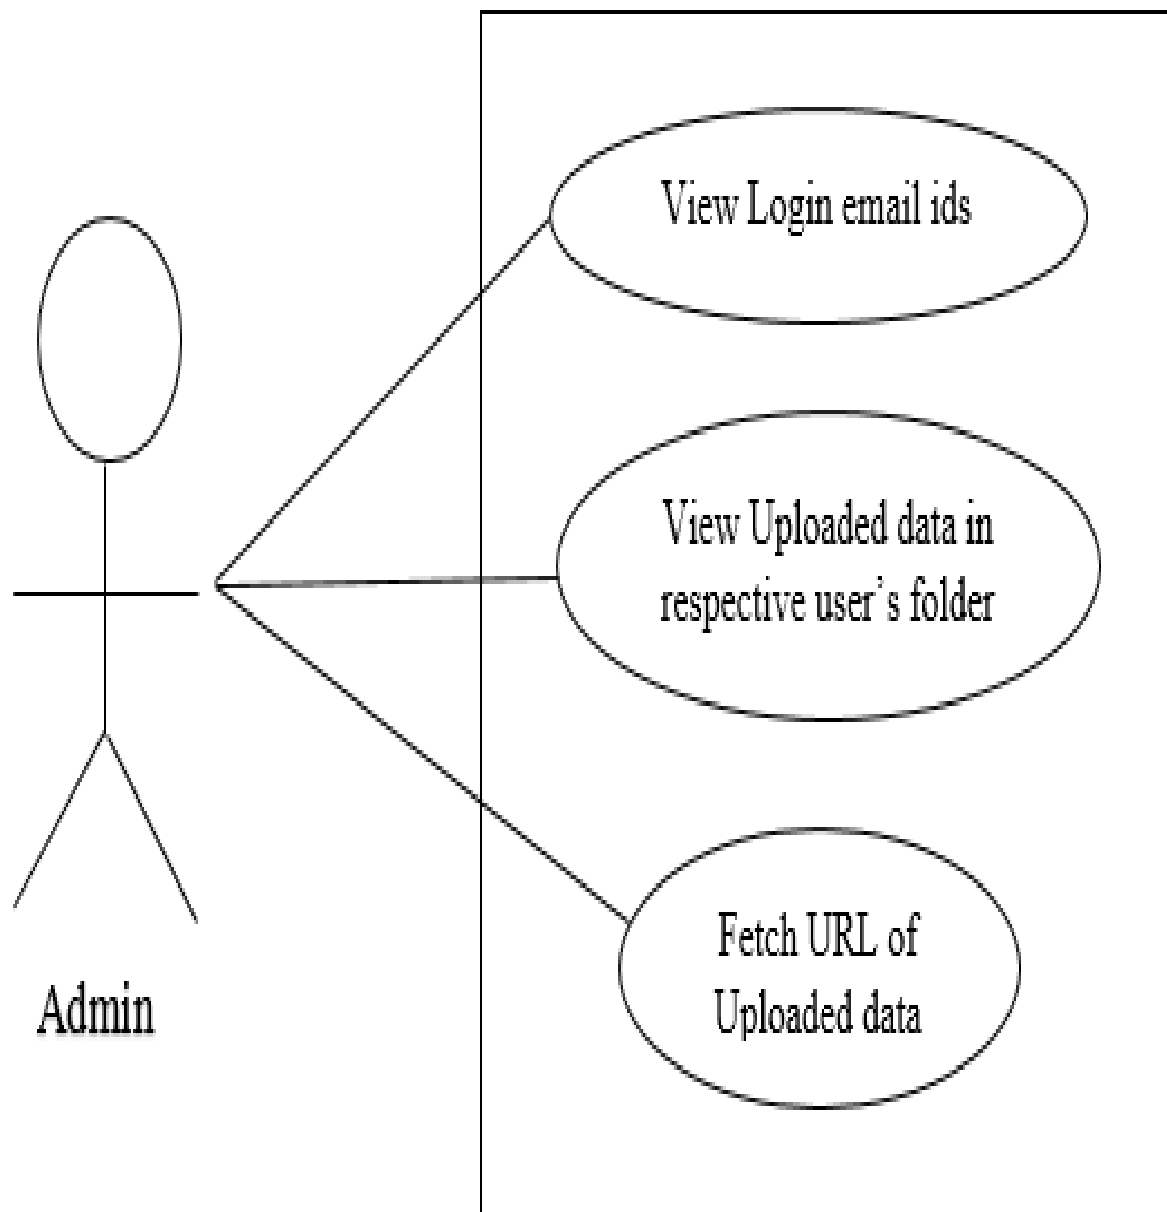 View Login email ids
View Uploaded data in
respective user's folder
Fetch URL of
Uploaded data
Admin